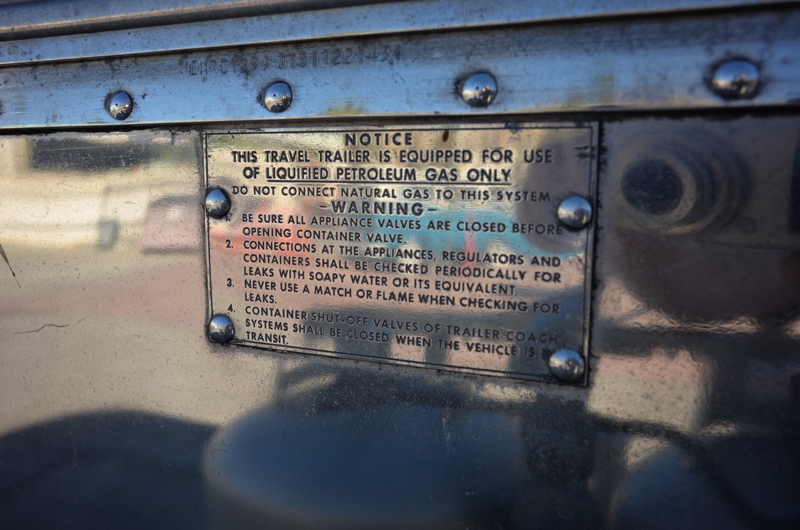 NOTICE
THIS TRAVEL TRAILER IS EQUIPPED FOR USE
OF LIQUIFIED PETROLEUM GAS ONLY
DO NOT CONNECT NATURAL GAS TO THIS SYSTEM
-WARNING-
BE SURE ALL APPLIANCE VALVES ARE CLOSED BEFORE
OPENING CONTAINER VALVE.
2. CONNECTIONS AT THE APPLIANCES, REGULATORS AND
CONTAINERS SHALL BE CHECKED PERIODICALLY FOR
LEAKS WITH SOAPY WATER OR ITS EQUIVALENT.
3. NEVER USE A MATCH OR FLAME WHEN CHECKING FOR
LEAKS.
4. CONTAINER SHUT-OFF VALVES OF TRAILER COACH
SYSTEMS SHALL BE CLOSED WHEN THE VEHICLE IS
TRANSIT.